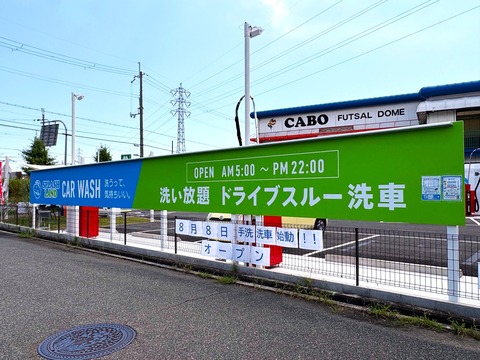 CABO FUTSAL DOME
OPEN AM5:00 ～ PM22:00
CAR WASH
洗うって、
気持ちいい。
洗い放題 ドライブスルー洗車
8月8日手洗洗車始動!!
オープン